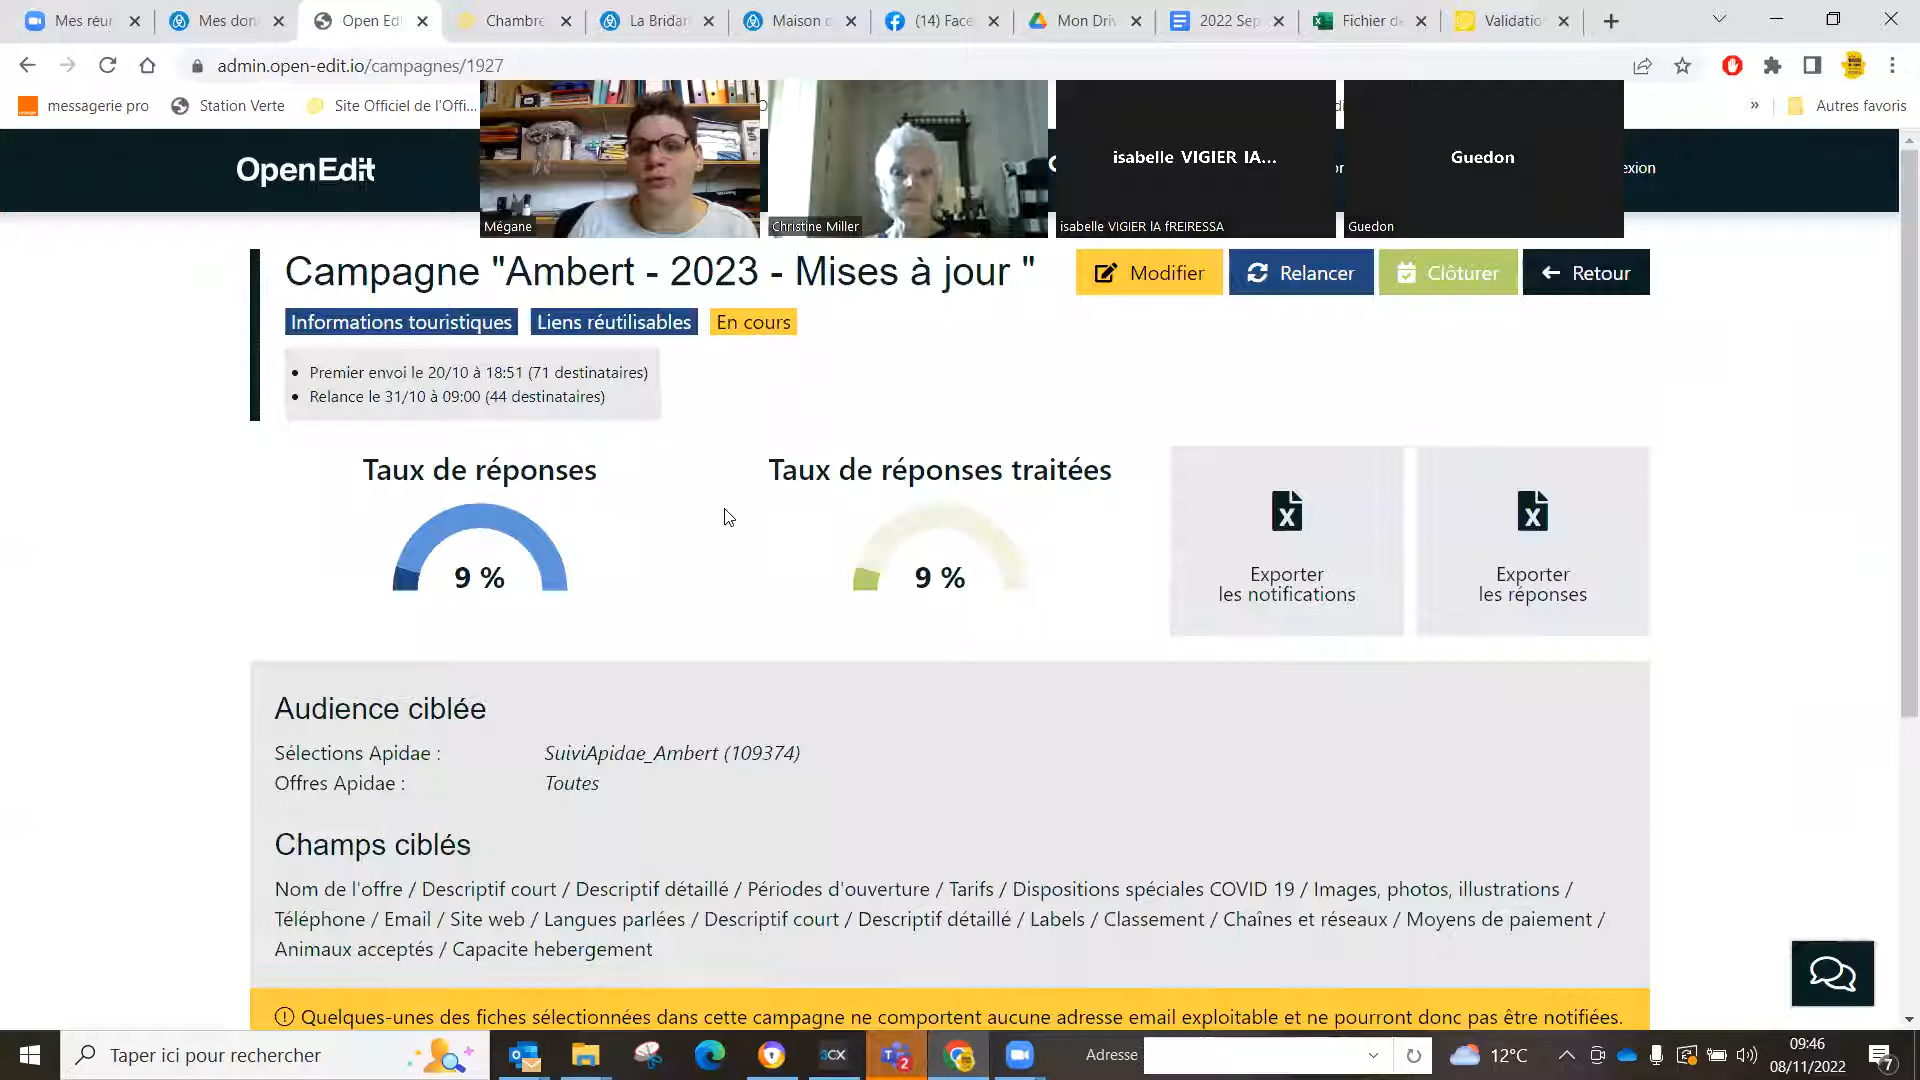 Mes réur
Mes don
Open Ed
Chambre
La Bridar
Maison d
(14) Face
Mon Driv
2022 Sep
Fichier d
Validatio
admin.open-edit.io/campagnes/1927
messagerie pro
Station Verte
Site Officiel de l'Offi...
»
Autres favoris
OpenEdit
exion
isabelle VIGIER lA...
Guedon
Mégane
Christine Miller
isabelle VIGIER lA fREIRESSA
Guedon
Campagne "Ambert - 2023 - Mises à jour "
Modifier
Relancer
Clôturer
Retour
Informations touristiques
Liens réutilisables
En cours
• Premier envoi le 20/10 à 18:51 (71 destinataires)
• Relance le 31/10 à 09:00 (44 destinataires)
Taux de réponses
9 %
Taux de réponses traitées
9 %
Exporter
les notifications
Exporter
les réponses
Audience ciblée
Sélections Apidae : SuiviApidae_Ambert (109374)
Offres Apidae : Toutes
Champs ciblés
Nom de l'offre / Descriptif court / Descriptif détaillé / Périodes d'ouverture / Tarifs / Dispositions spéciales COVID 19 / Images, photos, illustrations /
Téléphone / Email / Site web / Langues parlées / Descriptif court / Descriptif détaillé / Labels / Classement / Chaînes et réseaux / Moyens de paiement /
Animaux acceptés / Capacite hebergement
Quelques-unes des fiches sélectionnées dans cette campagne ne comportent aucune adresse email exploitable et ne pourront donc pas être notifiées.
Taper ici pour rechercher
3CX
2
Adresse
12°C
09:46
08/11/2022
7